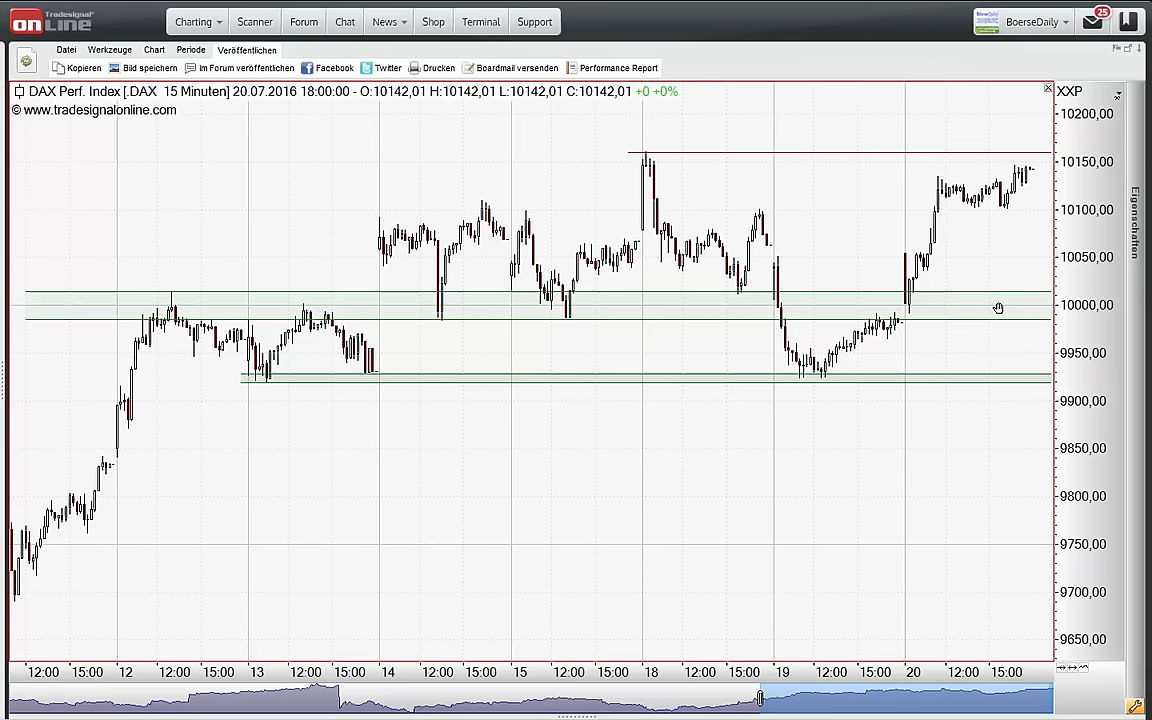 Tradesignal
on LINE
Charting Scanner Forum Chat News Shop Terminal Support
BoerseDaily 25
Datei Werkzeuge Chart Periode Veröffentlichen
Kopieren Bild speichern im Forum veröffentlichen Facebook Twitter Drucken Boardmail versenden Performance Report
DAX Perf. Index [.DAX 15 Minuten] 20.07.2016 18:00:00 - O:10142,01 H:10142,01 L:10142,01 C:10142,01 +0 +0%
© www.tradesignalonline.com
XXP
10200,00
10150,00
10100,00
10050,00
10000,00
9950,00
9900,00
9850,00
9800,00
9750,00
9700,00
9650,00
Eigenschaften
12:00 15:00 12 12:00 15:00 13 12:00 15:00 14 12:00 15:00 15 12:00 15:00 18 12:00 15:00 19 12:00 15:00 20 12:00 15:00